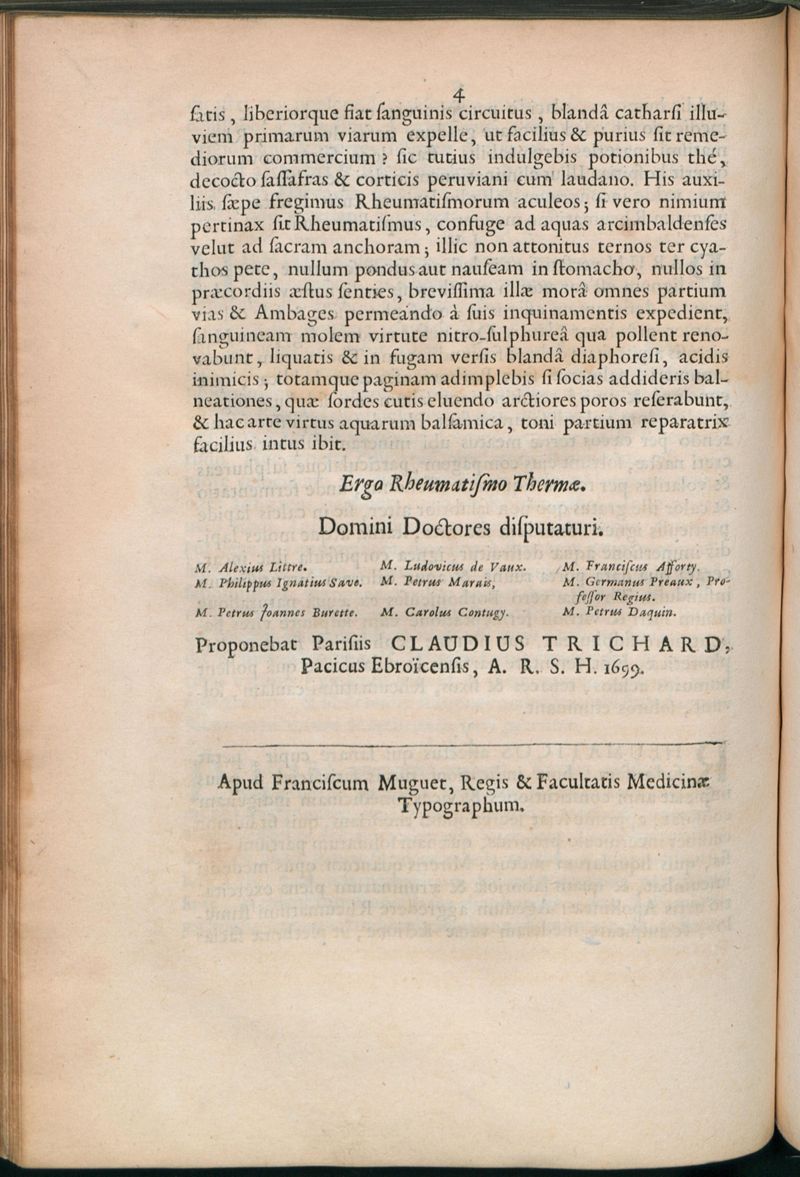 4
ſatis, liberiorque fiat ſanguinis circuitus, blandâ catharſi illu-
viem primarum viarum expelle, ut facilius & purius ſit reme-
diorum commercium ? ſic tutius indulgebis potionibus thé,
decocto ſaſſafras & corticis peruviani cum laudano. His auxi-
liis ſæpe fregimus Rheumatiſmorum aculeos; ſi vero nimium
pertinax ſit Rheumatiſmus, confuge ad aquas arcimbaldenſes
velut ad ſacram anchoram; illic non attonitus ternos ter cya-
thos pete, nullum pondus aut nauſeam in ſtomacho, nullos in
præcordiis æſtus ſenties, breviſſima illæ morâ omnes partium
vias & Ambages permeando à ſuis inquinamentis expedient,
ſanguineam molem virtute nitro-ſulphureâ qua pollent reno-
vabunt, liquatis & in fugam verſis blandâ diaphoreſi, acidis
inimicis; totamque paginam adimplebis ſi ſocias addideris bal-
neationes, quæ ſordes cutis eluendo arctiores poros reſerabunt,
& hac arte virtus aquarum balſamica, toni partium reparatrix
facilius intus ibit.
Ergo Rheumatiſmo Thermæ.
Domini Doctores diſputaturi.
M. Alexius Littre. M. Ludovicus de Vaux. M. Franciſcus Afforty.
M. Philippus Ignatius Save. M. Petrus Marais, M. Germanus Preaux, Pro-
feſſor Regius.
M. Petrus Joannes Burette. M. Carolus Contugy. M. Petrus Daquin.
Proponebat Pariſiis CLAUDIUS TRICHARD,
Pacicus Ebroïcenſis, A. R. S. H. 1699.
Apud Franciſcum Muguet, Regis & Facultatis Medicinæ
Typographum.